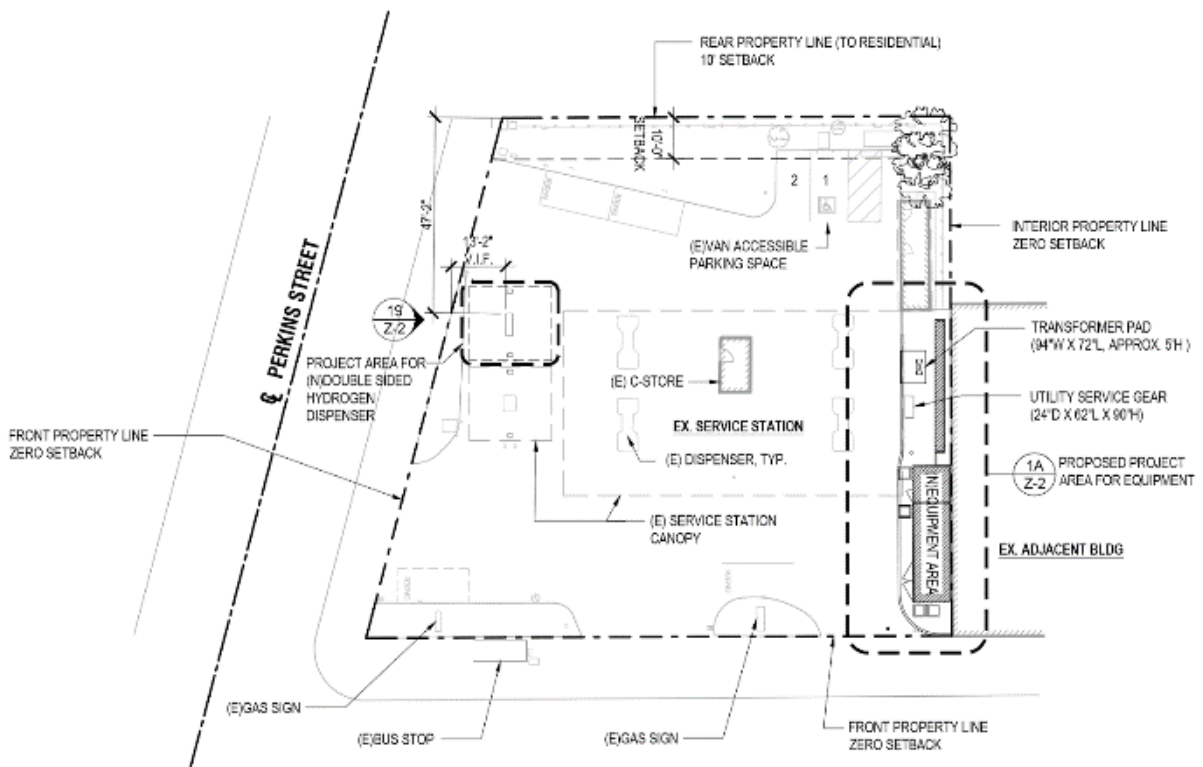 REAR PROPERTY LINE (TO RESIDENTIAL)
10' SETBACK
10'-0"
SETBACK
47'-2"
13'-2"
V.I.F.
2
1
(E)VAN ACCESSIBLE
PARKING SPACE
INTERIOR PROPERTY LINE
ZERO SETBACK
℄ PERKINS STREET
19
Z-2
PROJECT AREA FOR
(N)DOUBLE SIDED
HYDROGEN
DISPENSER
TRANSFORMER PAD
(94"W X 72"L, APPROX. 5'H )
(E) C-STORE
UTILITY SERVICE GEAR
(24"D X 62"L X 90"H)
EX. SERVICE STATION
FRONT PROPERTY LINE
ZERO SETBACK
(E) DISPENSER, TYP.
1A
Z-2
PROPOSED PROJECT
AREA FOR EQUIPMENT
(N)EQUIPMENT AREA
(E) SERVICE STATION
CANOPY
EX. ADJACENT BLDG
(E)GAS SIGN
(E)BUS STOP
(E)GAS SIGN
FRONT PROPERTY LINE
ZERO SETBACK